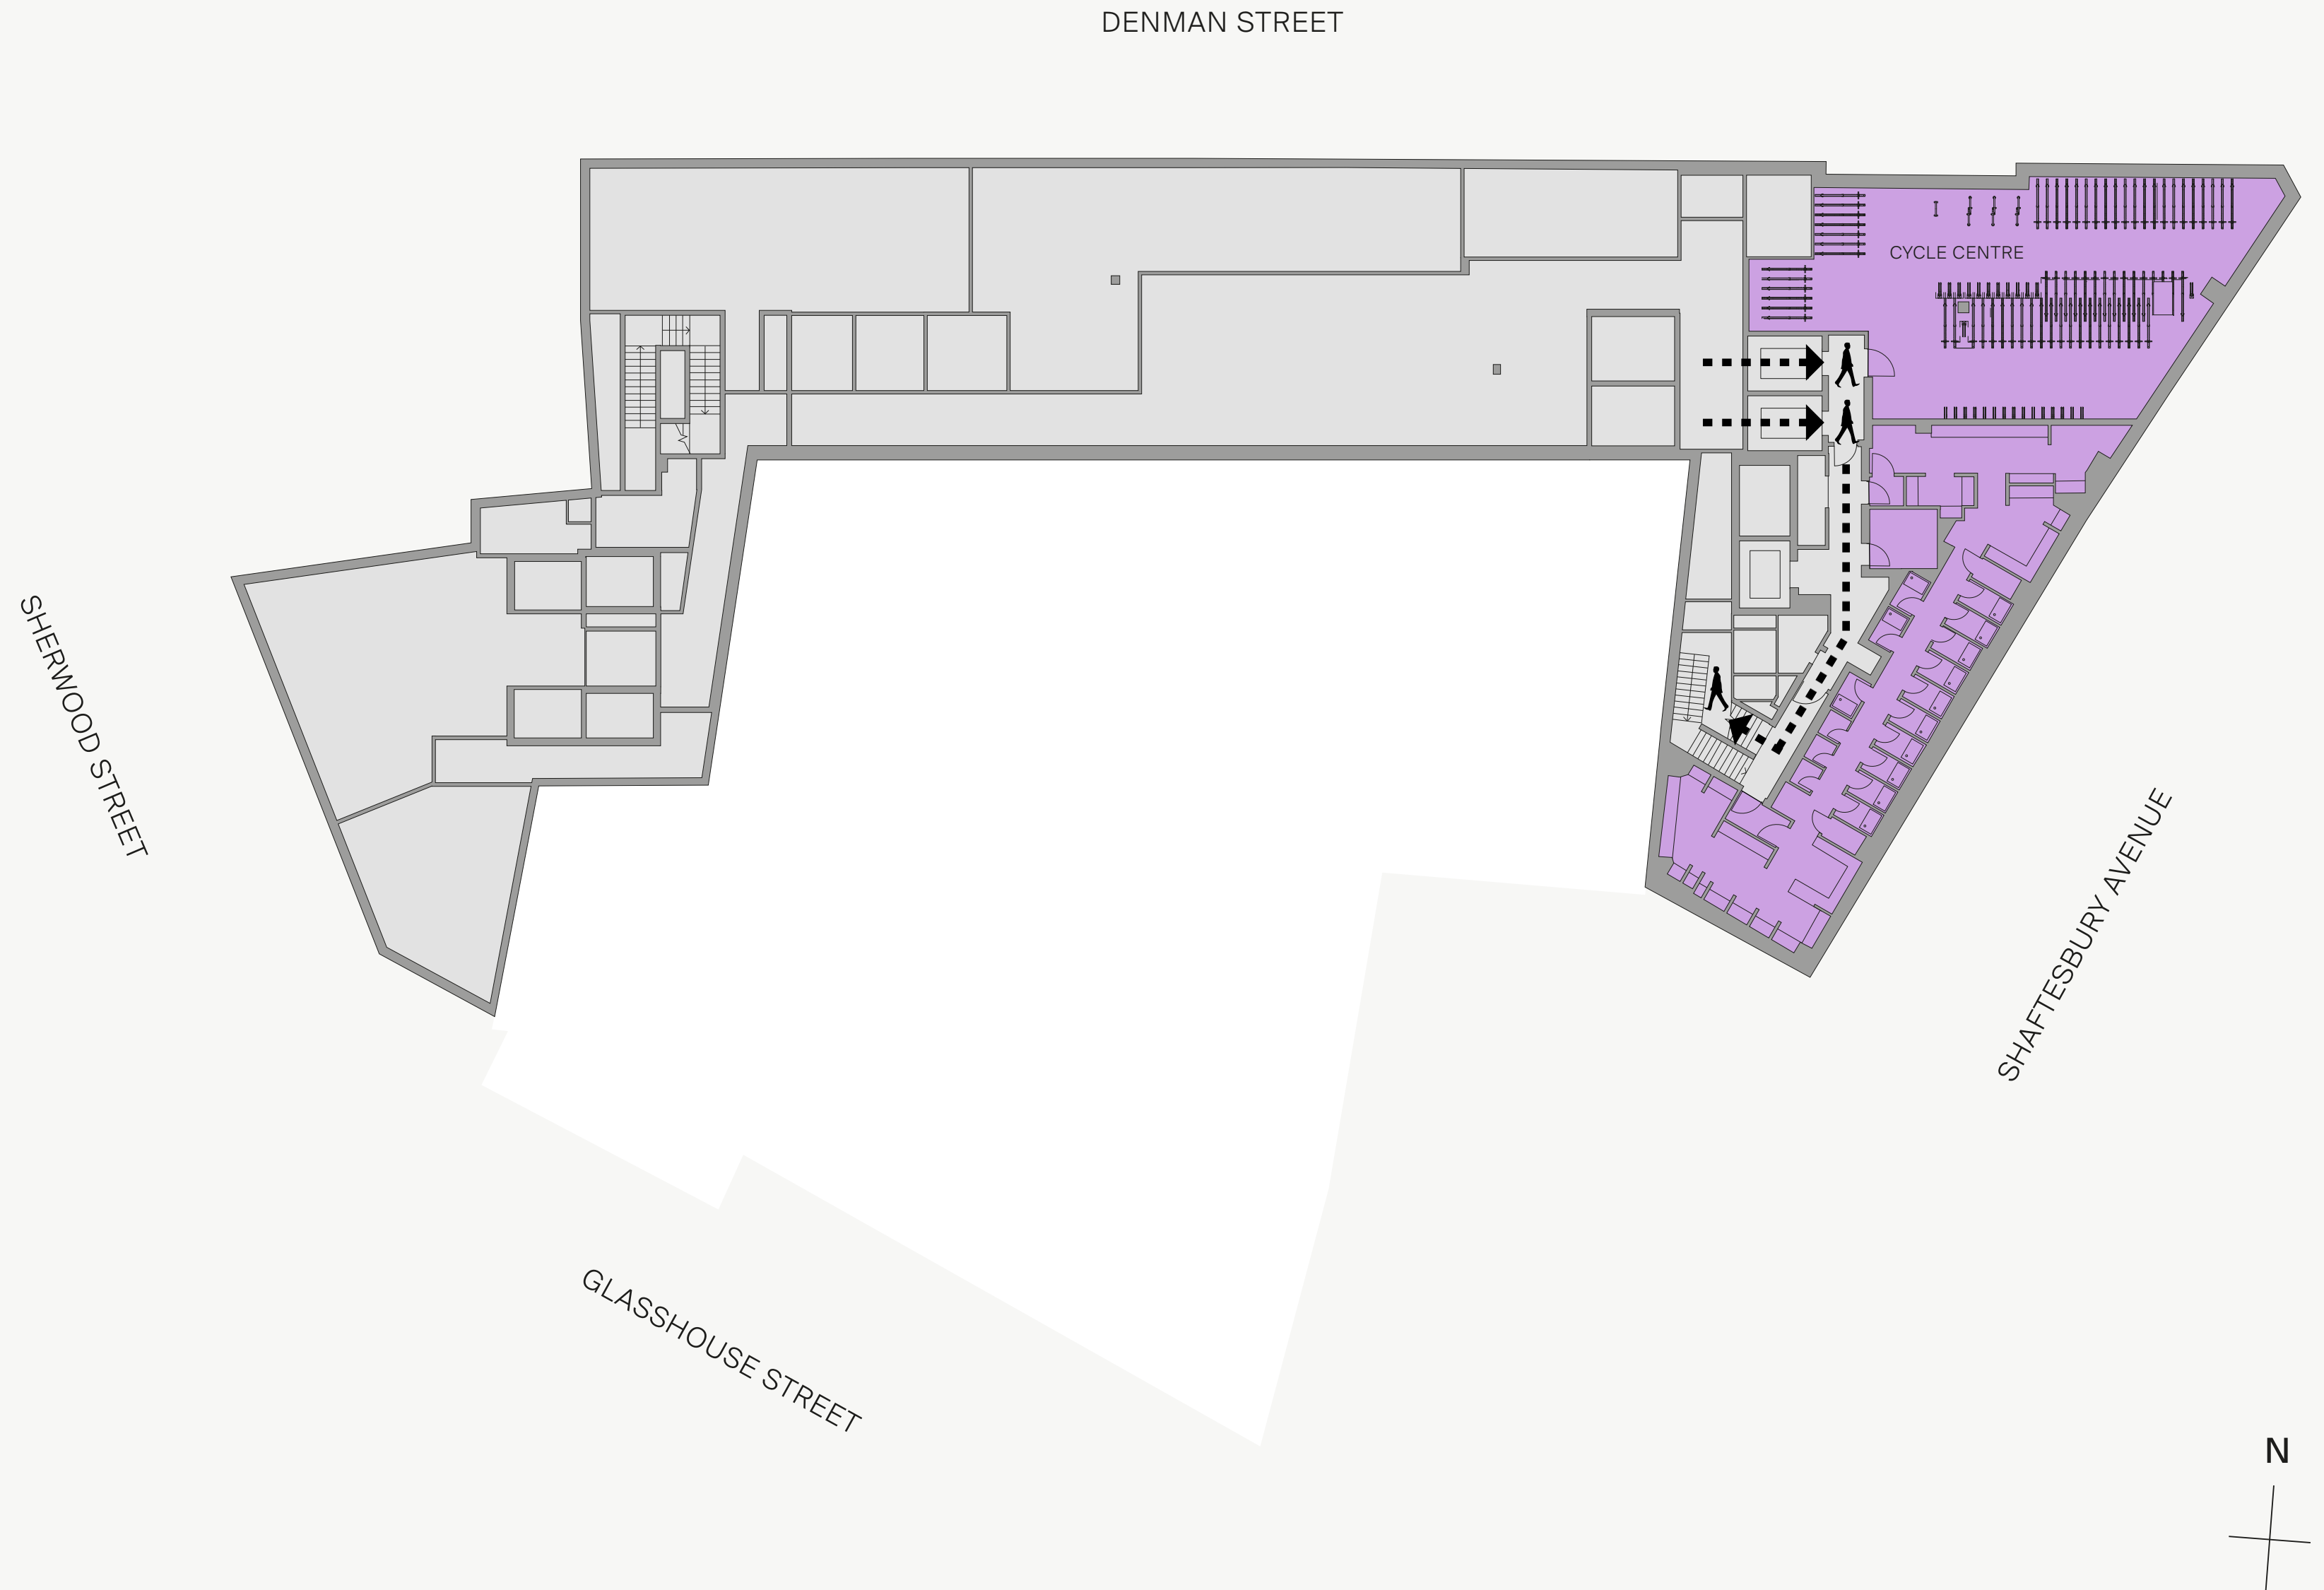 DENMAN STREET
CYCLE CENTRE
SHERWOOD STREET
SHAFTESBURY AVENUE
GLASSHOUSE STREET
N